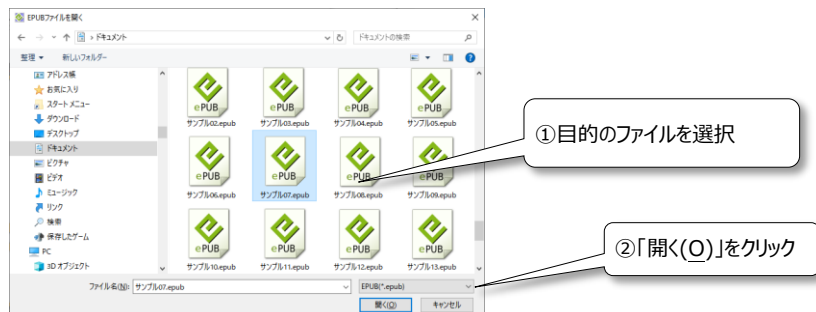 EPUBファイルを開く
ドキュメント
ドキュメントの検索
整理 新しいフォルダー
アドレス帳
お気に入り
スタート メニュー
ダウンロード
デスクトップ
ドキュメント
ピクチャ
ビデオ
ミュージック
リンク
検索
保存したゲーム
PC
3D オブジェクト
ePUB ePUB ePUB ePUB
サンプル02.epub サンプル03.epub サンプル04.epub サンプル05.epub
ePUB ePUB ePUB ePUB
サンプル06.epub サンプル07.epub サンプル08.epub サンプル09.epub
ePUB ePUB ePUB ePUB
サンプル10.epub サンプル11.epub サンプル12.epub サンプル13.epub
ファイル名(N): サンプル07.epub EPUB(*.epub)
開く(O) キャンセル
①目的のファイルを選択
②「開く(O)」をクリック